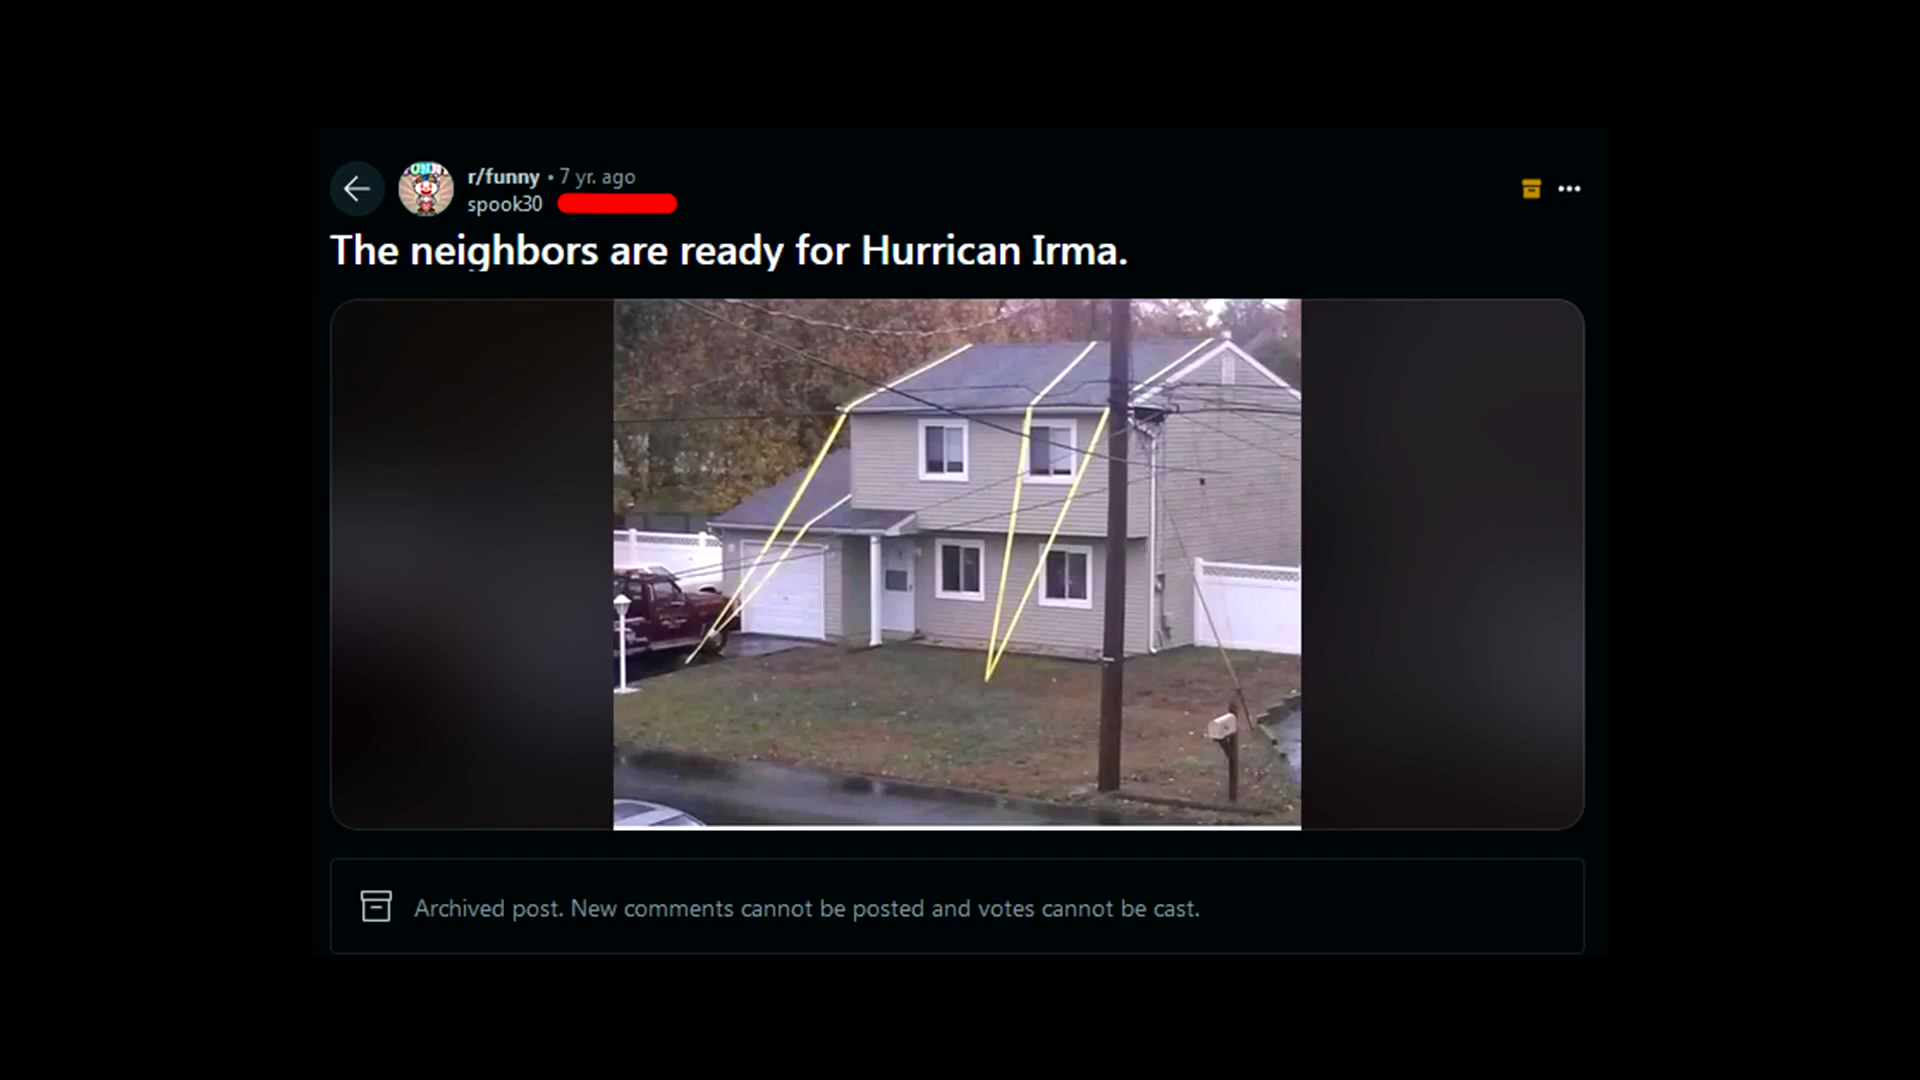 r/funny • 7 yr. ago
spook30
The neighbors are ready for Hurrican Irma.
Archived post. New comments cannot be posted and votes cannot be cast.